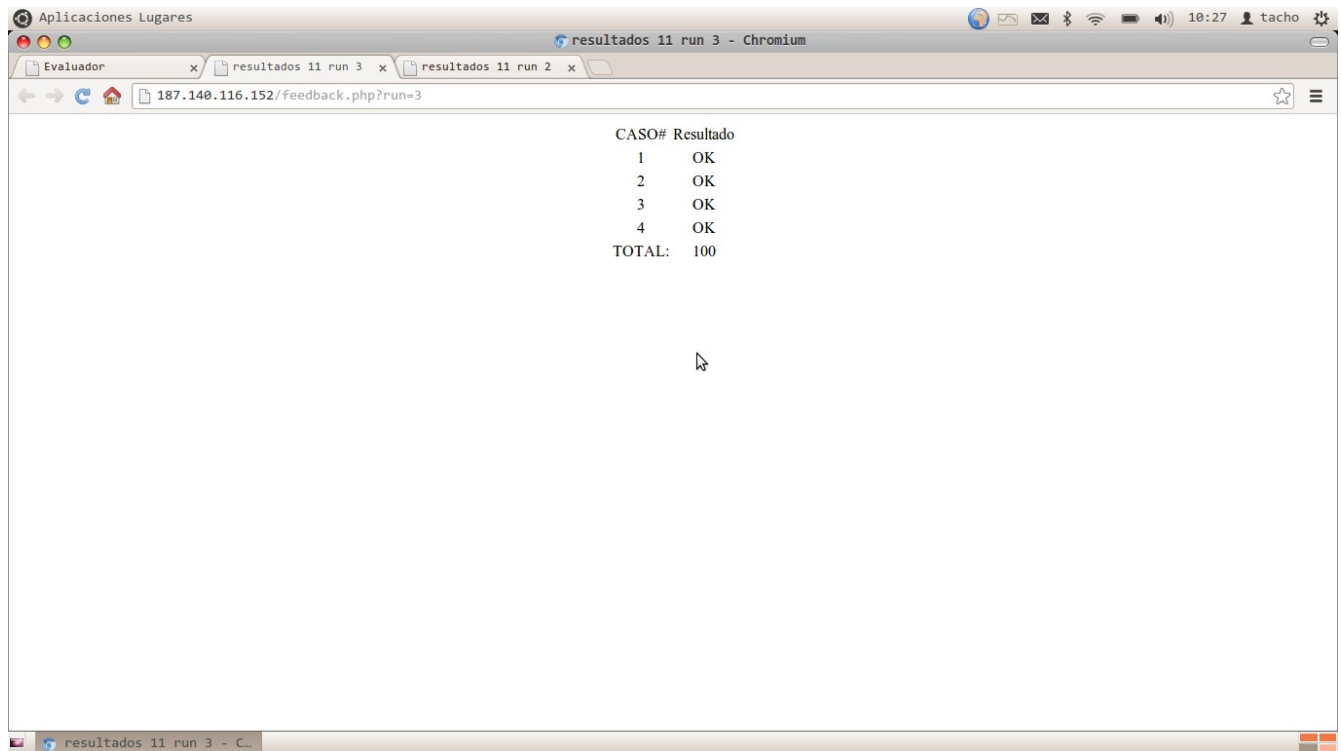 Aplicaciones Lugares 10:27 tacho
resultados 11 run 3 - Chromium
Evaluador resultados 11 run 3 resultados 11 run 2
187.140.116.152/feedback.php?run=3
CASO# Resultado
1 OK
2 OK
3 OK
4 OK
TOTAL: 100
resultados 11 run 3 - C…